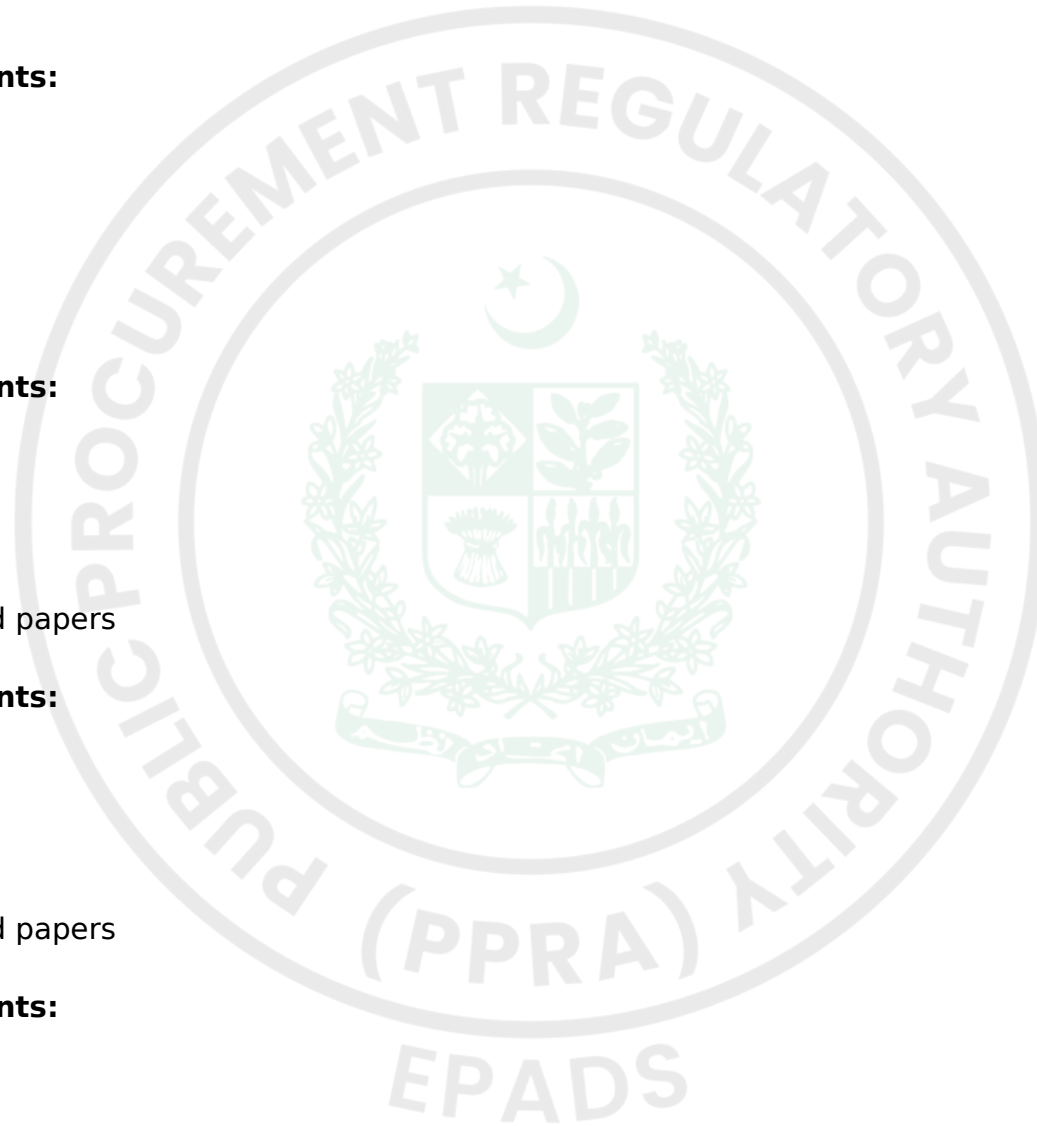 nts:
nts:
d papers
nts:
d papers
nts:
PUBLIC PROCUREMENT REGULATORY AUTHORITY
(PPRA)
EPADS